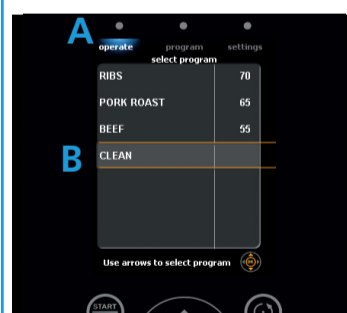 A
operate program settings
select program
RIBS 70
PORK ROAST 65
BEEF 55
B
CLEAN
Use arrows to select program
START